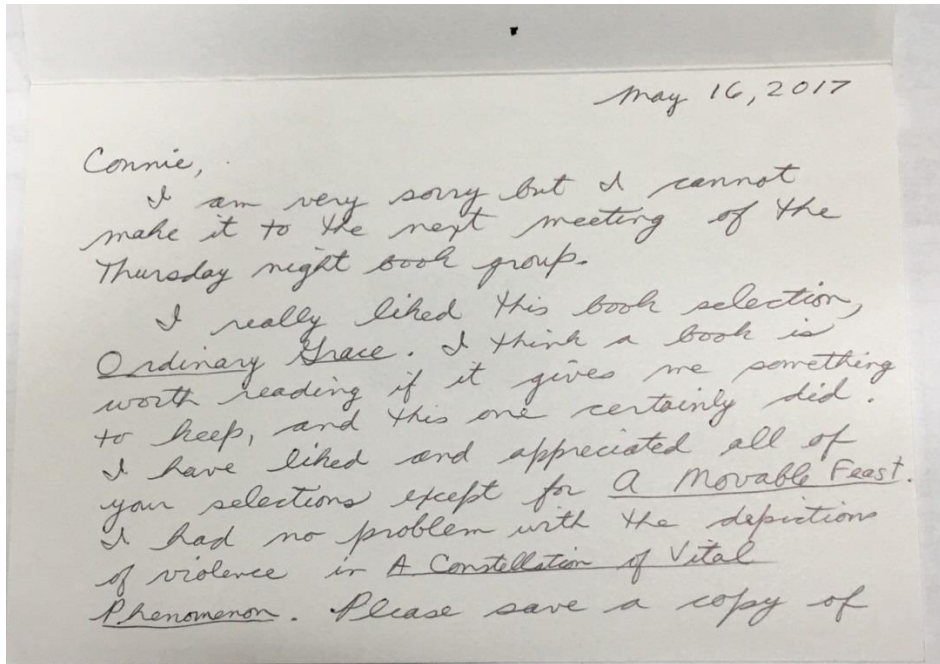 May 16, 2017
Connie,
I am very sorry but I cannot
make it to the next meeting of the
Thursday night book group.
I really liked this book selection,
Ordinary Grace. I think a book is
worth reading if it gives me something
to keep, and this one certainly did.
I have liked and appreciated all of
your selections except for A Movable Feast.
I had no problem with the depictions
of violence in A Constellation of Vital
Phenomenon. Please save a copy of